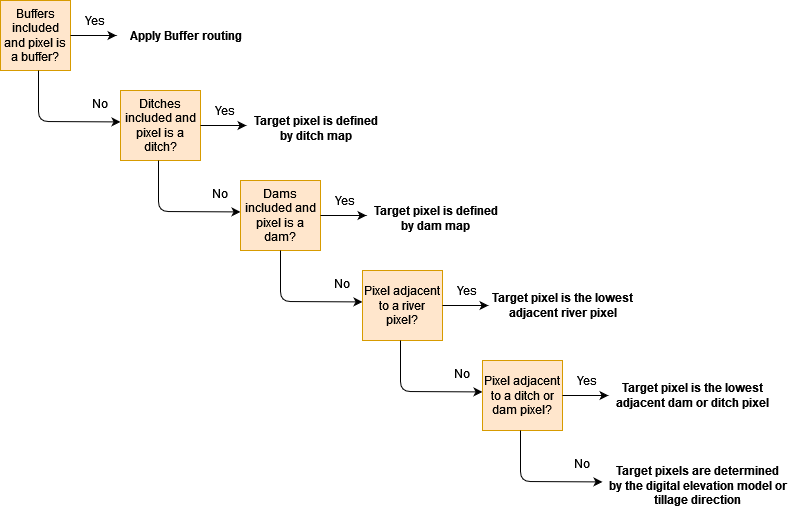 Buffers
included
and pixel is
a buffer?
Yes
Apply Buffer routing
No
Ditches
included and
pixel is a
ditch?
Yes
Target pixel is defined
by ditch map
No
Dams
included and
pixel is a
dam?
Yes
Target pixel is defined
by dam map
No
Pixel adjacent
to a river
pixel?
Yes
Target pixel is the lowest
adjacent river pixel
No
Pixel adjacent
to a ditch or
dam pixel?
Yes
Target pixel is the lowest
adjacent dam or ditch pixel
No
Target pixels are determined
by the digital elevation model or
tillage direction